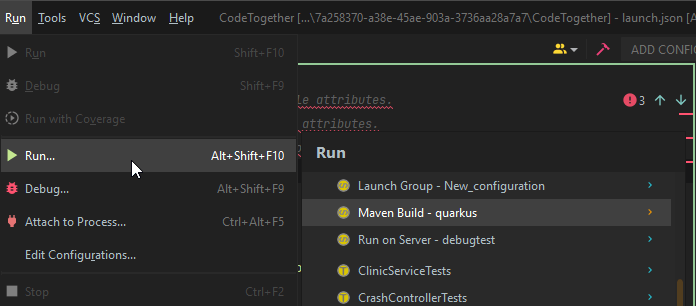 Run Tools VCS Window Help CodeTogether [...\7a258370-a38e-45ae-903a-3736aa28a7a7\CodeTogether] - launch.json [A
Run Shift+F10
ADD CONFIG
Debug Shift+F9
Run with Coverage
le attributes.
3
attributes.
Run... Alt+Shift+F10
Run
Debug... Alt+Shift+F9
Launch Group - New_configuration
Attach to Process... Ctrl+Alt+F5
Maven Build - quarkus
Edit Configurations...
Run on Server - debugtest
ClinicServiceTests
Stop Ctrl+F2
CrashControllerTests